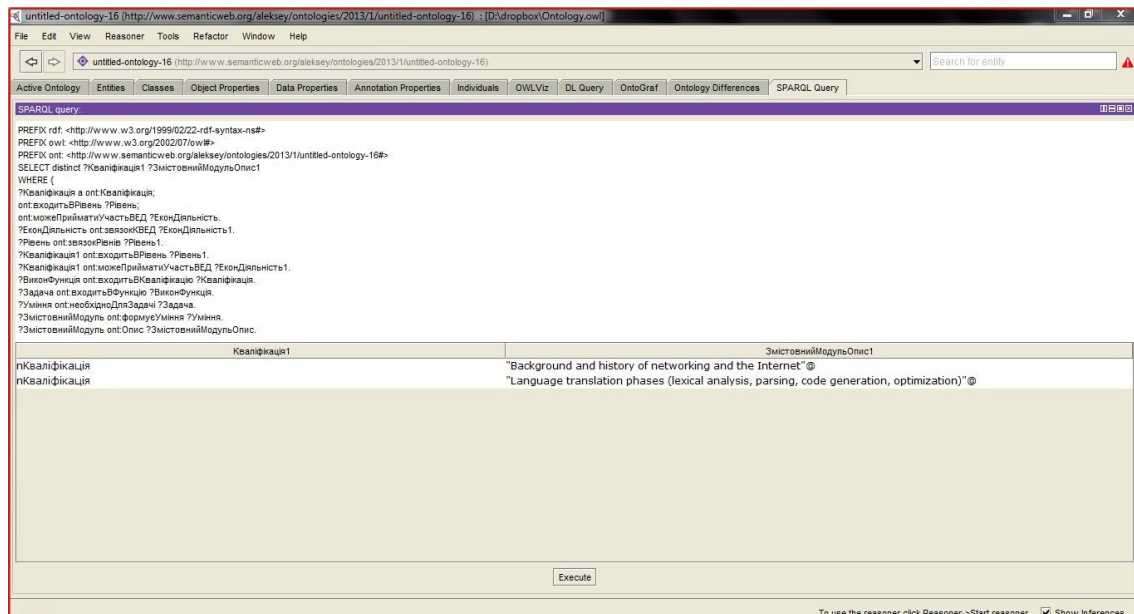 untitled-ontology-16 (http://www.semanticweb.org/aleksey/ontologies/2013/1/untitled-ontology-16) : [D:\dropbox\Ontology.owl]
File Edit View Reasoner Tools Refactor Window Help
untitled-ontology-16 (http://www.semanticweb.org/aleksey/ontologies/2013/1/untitled-ontology-16) Search for entity
Active Ontology Entities Classes Object Properties Data Properties Annotation Properties Individuals OWLViz DL Query OntoGraf Ontology Differences SPARQL Query
SPARQL query:
PREFIX rdf: <http://www.w3.org/1999/02/22-rdf-syntax-ns#>
PREFIX owl: <http://www.w3.org/2002/07/owl#>
PREFIX ont: <http://www.semanticweb.org/aleksey/ontologies/2013/1/untitled-ontology-16#>
SELECT distinct ?Кваліфікація1 ?ЗмістовнийМодульОпис1
WHERE {
?Кваліфікація a ont:Кваліфікація;
ont:входитьВРівень ?Рівень;
ont:можеПрийматиУчастьВЕД ?ЕконДіяльність.
?ЕконДіяльність ont:звязокКВЕД ?ЕконДіяльність1.
?Рівень ont:звязокРівнів ?Рівень1.
?Кваліфікація1 ont:входитьВРівень ?Рівень1.
?Кваліфікація1 ont:можеПрийматиУчастьВЕД ?ЕконДіяльність1.
?ВиконФункція ont:входитьВКваліфікацію ?Кваліфікація.
?Задача ont:входитьВФункцію ?ВиконФункція.
?Уміння ont:необхідноДляЗадачі ?Задача.
?ЗмістовнийМодуль ont:формуєУміння ?Уміння.
?ЗмістовнийМодуль ont:Опис ?ЗмістовнийМодульОпис.
Кваліфікація1 ЗмістовнийМодульОпис1
пКваліфікація "Background and history of networking and the Internet"@
пКваліфікація "Language translation phases (lexical analysis, parsing, code generation, optimization)"@
Execute
To use the reasoner click Reasoner->Start reasoner Show Inferences